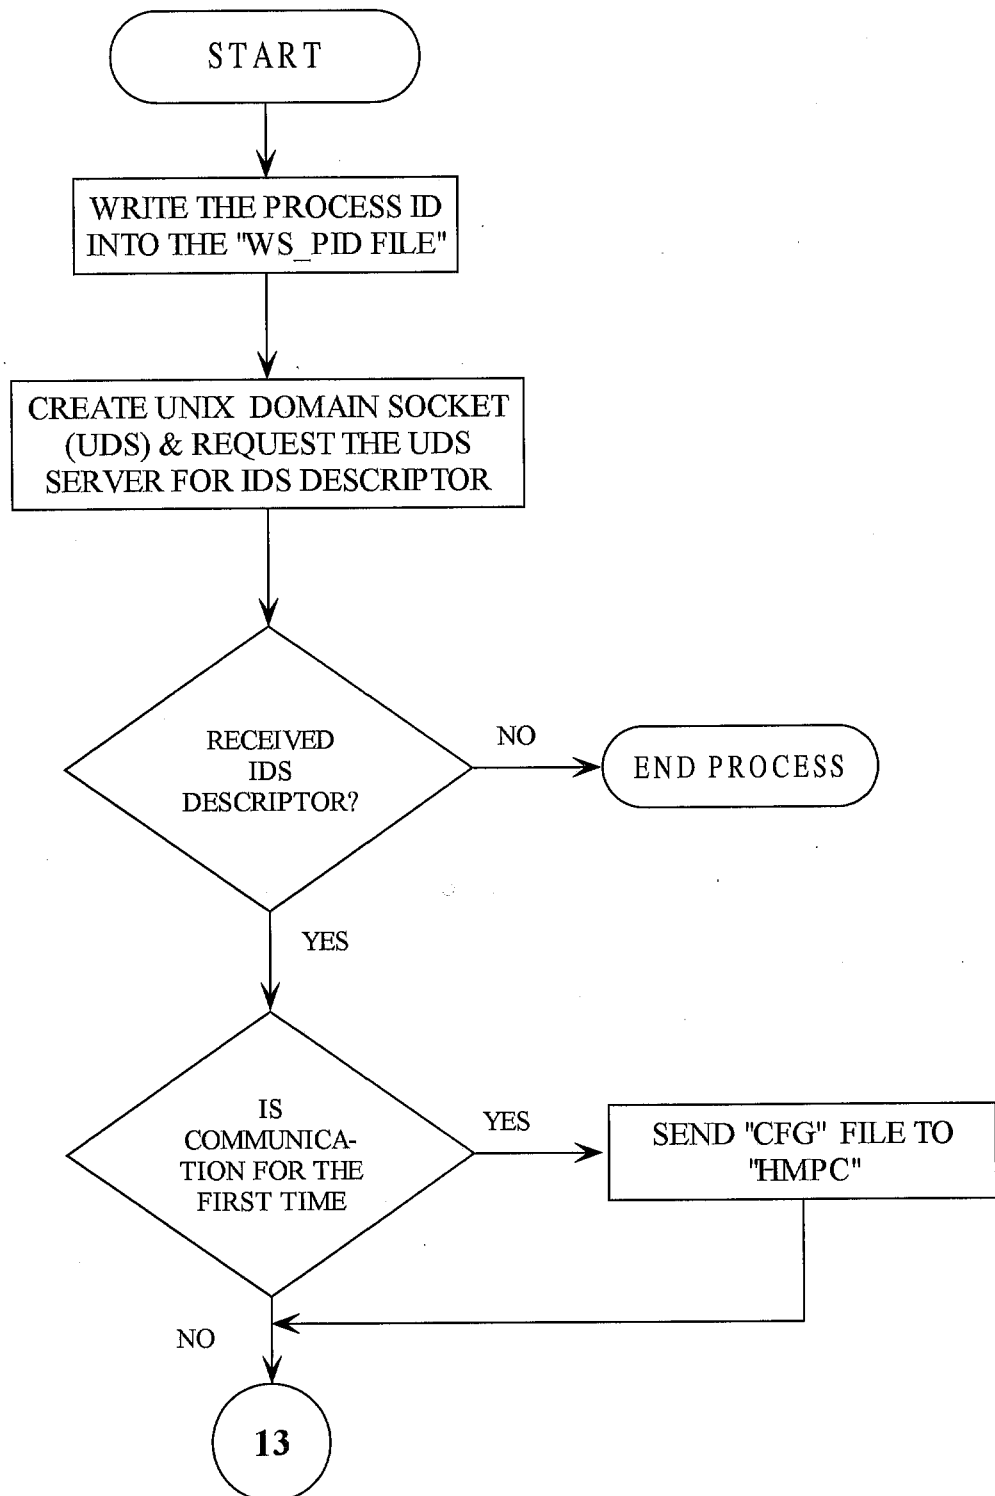 START
WRITE THE PROCESS ID
INTO THE "WS_PID FILE"
CREATE UNIX DOMAIN SOCKET
(UDS) & REQUEST THE UDS
SERVER FOR IDS DESCRIPTOR
RECEIVED
IDS
DESCRIPTOR?
NO
END PROCESS
YES
IS
COMMUNICA-
TION FOR THE
FIRST TIME
YES
SEND "CFG" FILE TO
"HMPC"
NO
13